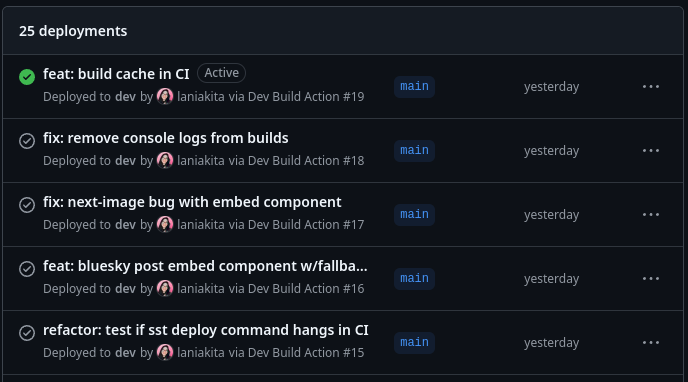 25 deployments
feat: build cache in CI Active
Deployed to dev by laniakita via Dev Build Action #19
main
yesterday
fix: remove console logs from builds
Deployed to dev by laniakita via Dev Build Action #18
main
yesterday
fix: next-image bug with embed component
Deployed to dev by laniakita via Dev Build Action #17
main
yesterday
feat: bluesky post embed component w/fallba...
Deployed to dev by laniakita via Dev Build Action #16
main
yesterday
refactor: test if sst deploy command hangs in CI
Deployed to dev by laniakita via Dev Build Action #15
main
yesterday